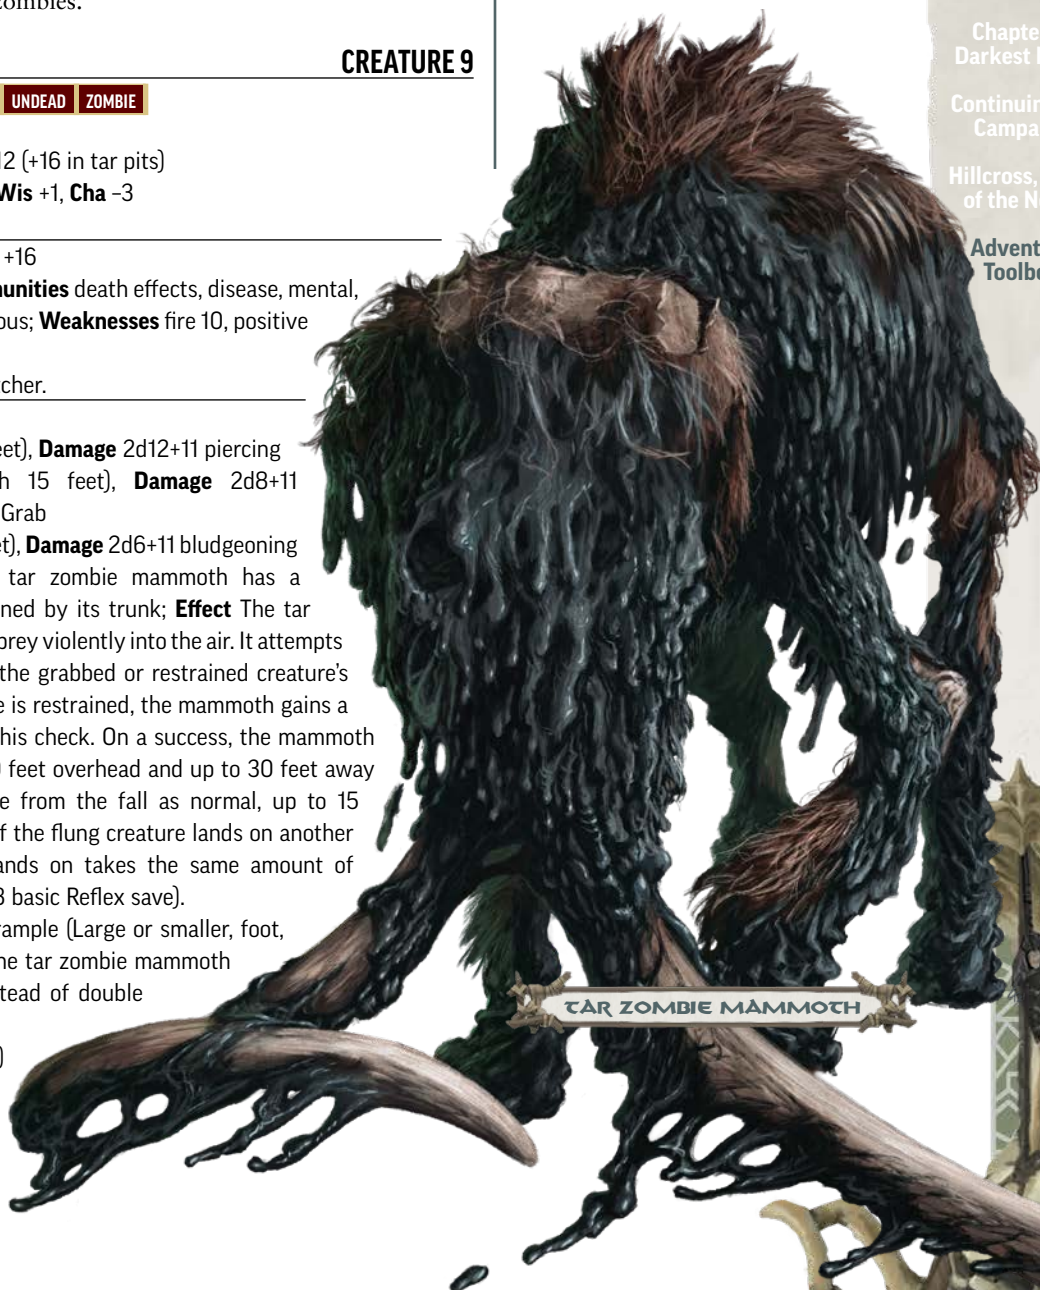 zombies.
CREATURE 9
UNDEAD ZOMBIE
12 (+16 in tar pits)
Wis +1, Cha –3
+16
munities death effects, disease, mental,
ous; Weaknesses fire 10, positive
tcher.
eet), Damage 2d12+11 piercing
h 15 feet), Damage 2d8+11
Grab
et), Damage 2d6+11 bludgeoning
tar zombie mammoth has a
ned by its trunk; Effect The tar
prey violently into the air. It attempts
the grabbed or restrained creature’s
e is restrained, the mammoth gains a
his check. On a success, the mammoth
feet overhead and up to 30 feet away
e from the fall as normal, up to 15
f the flung creature lands on another
ands on takes the same amount of
3 basic Reflex save).
rample (Large or smaller, foot,
he tar zombie mammoth
tead of double
)
TAR ZOMBIE MAMMOTH
Chapte
Darkest
Continuin
Campa
Hillcross,
of the N
Advent
Toolb